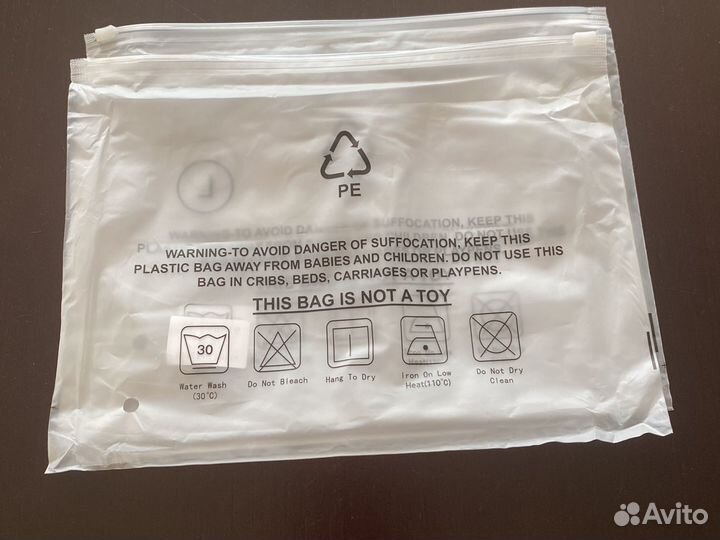 PE
WARNING-TO AVOID DANGER OF SUFFOCATION, KEEP THIS
PLASTIC BAG AWAY FROM BABIES AND CHILDREN. DO NOT USE THIS
BAG IN CRIBS, BEDS, CARRIAGES OR PLAYPENS.
THIS BAG IS NOT A TOY
30
Water Wash
(30℃)
Do Not Bleach
Hang To Dry
Iron On Low
Heat(110℃)
Do Not Dry
Clean
Avito